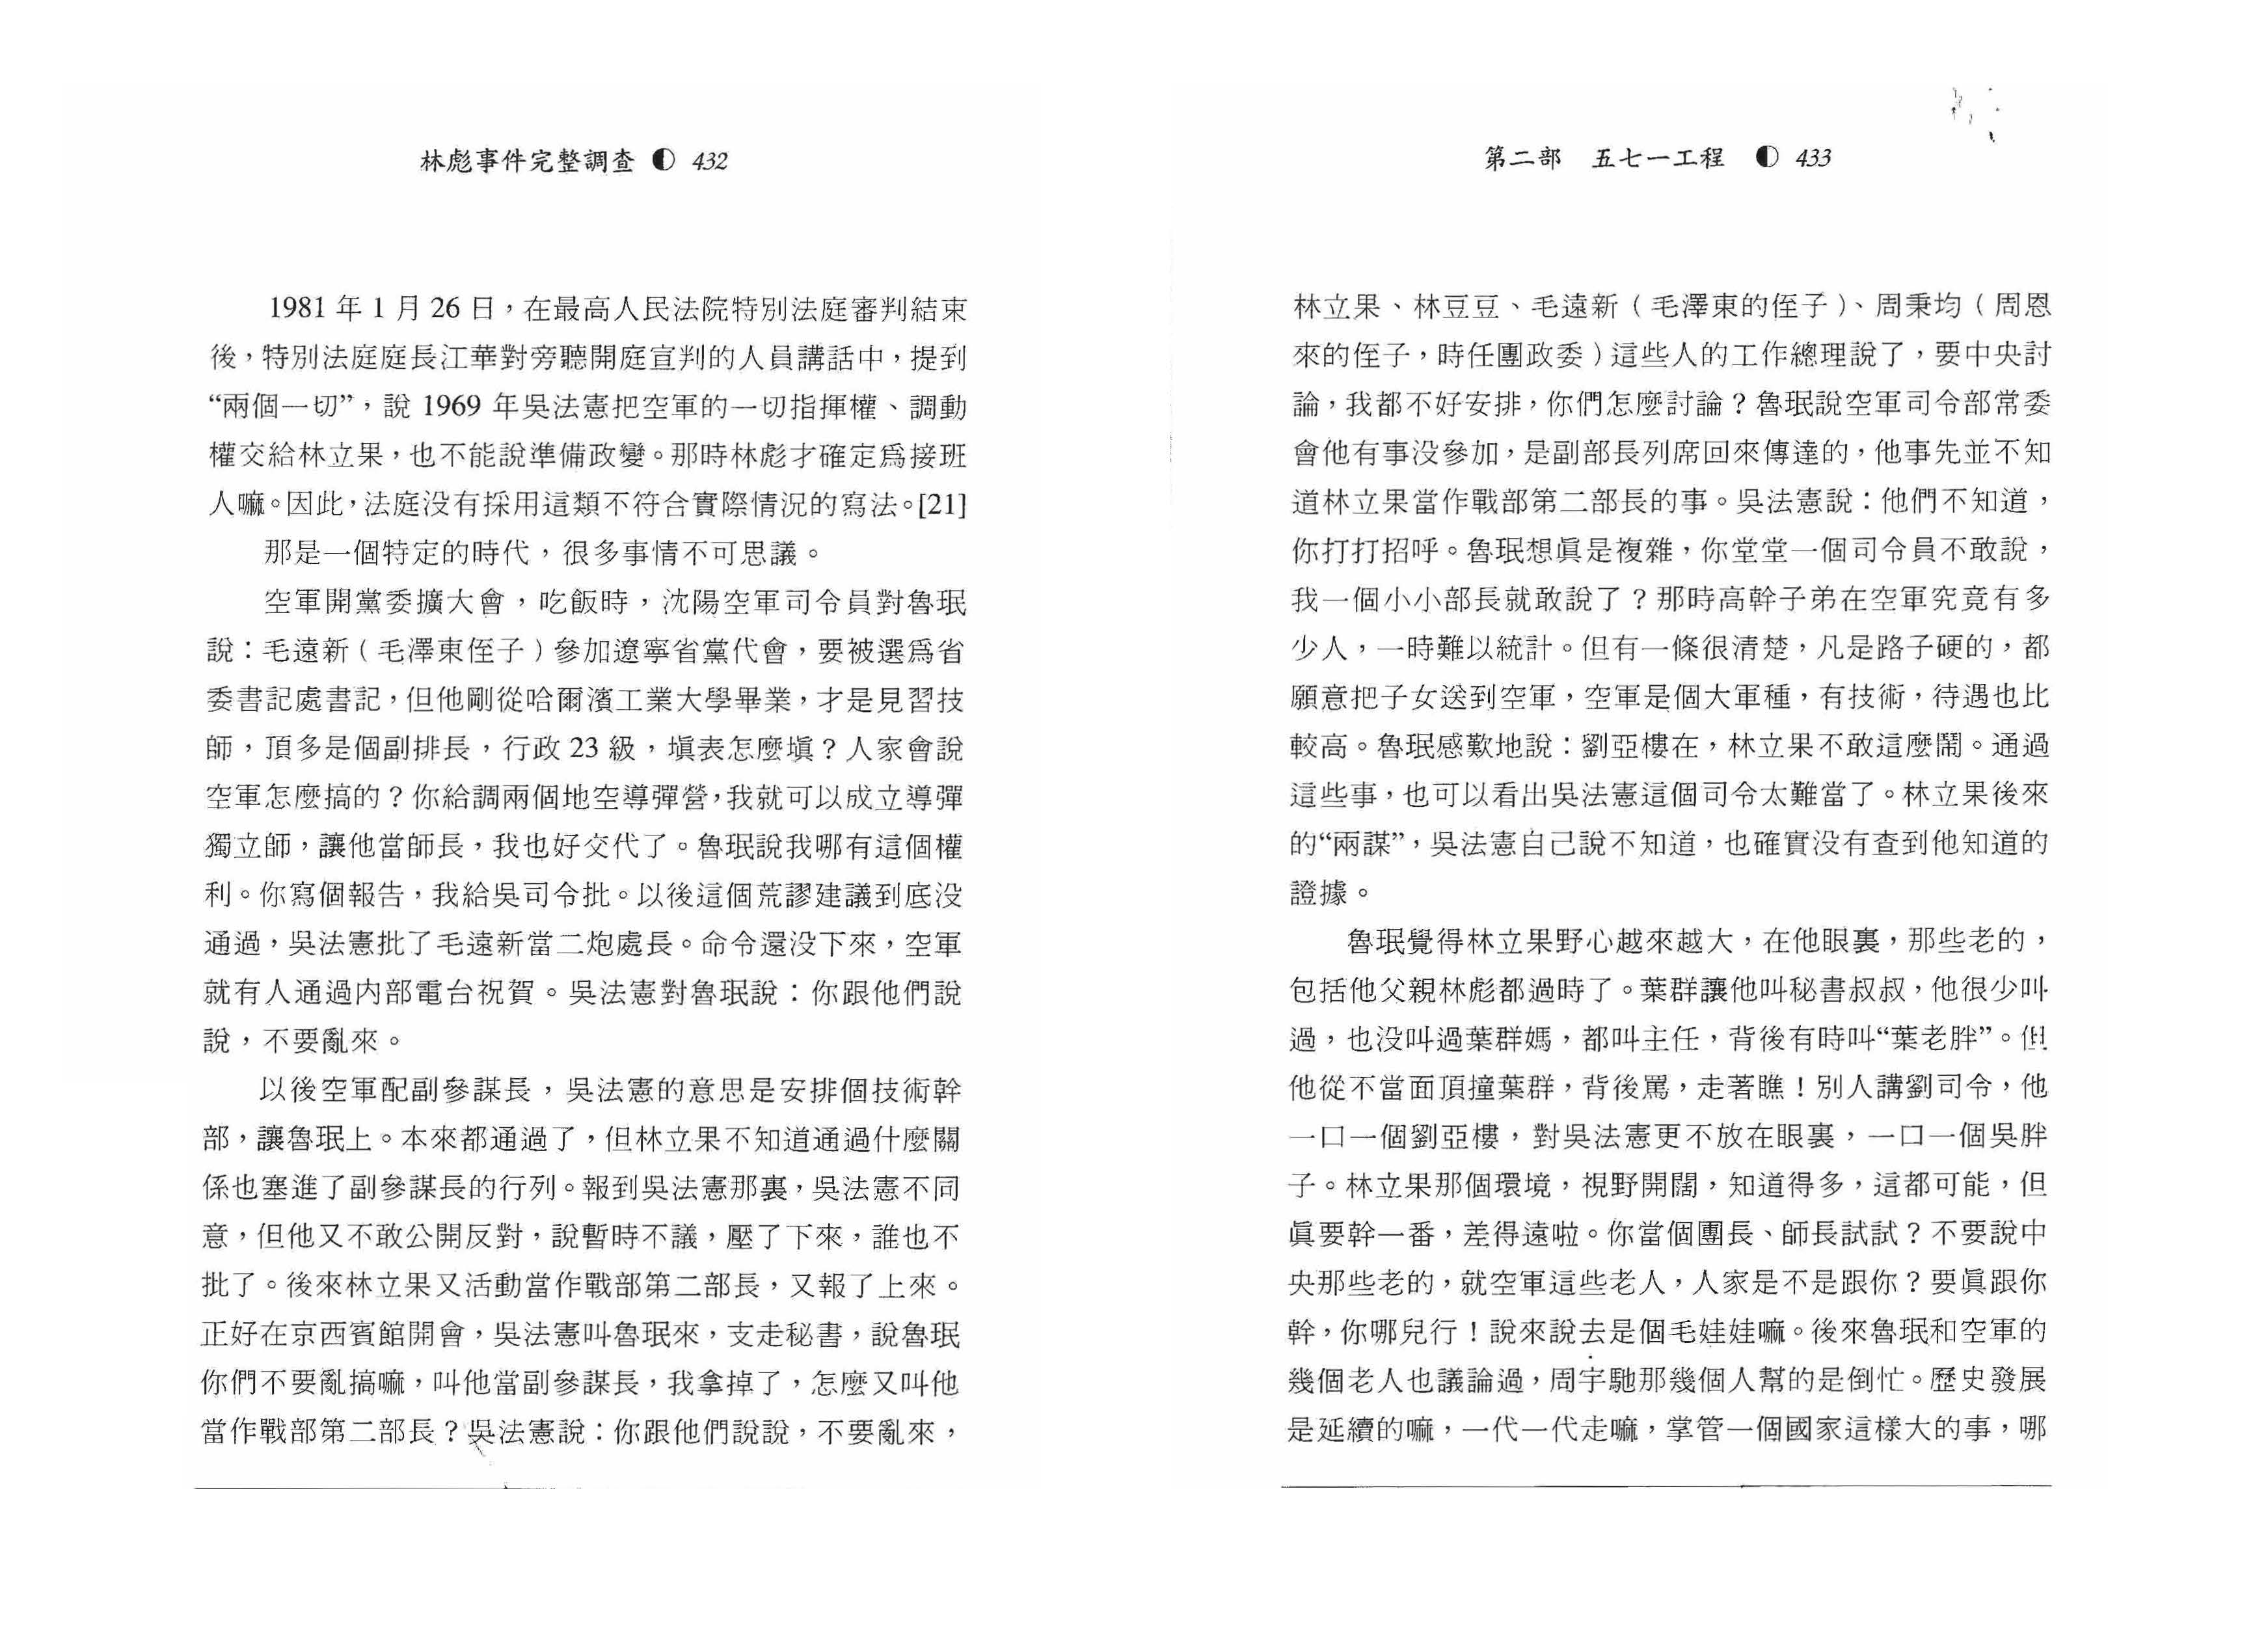 林彪事件完整調查 ◐ 432
1981 年 1 月 26 日，在最高人民法院特別法庭審判結束
後，特別法庭庭長江華對旁聽開庭宣判的人員講話中，提到
“兩個一切”，說 1969 年吳法憲把空軍的一切指揮權、調動
權交給林立果，也不能說準備政變。那時林彪才確定爲接班
人嘛。因此，法庭没有採用這類不符合實際情況的寫法。[21]
那是一個特定的時代，很多事情不可思議。
空軍開黨委擴大會，吃飯時，沈陽空軍司令員對魯珉
說：毛遠新（毛澤東侄子）參加遼寧省黨代會，要被選爲省
委書記處書記，但他剛從哈爾濱工業大學畢業，才是見習技
師，頂多是個副排長，行政 23 級，塡表怎麼塡？人家會說
空軍怎麼搞的？你給調兩個地空導彈營，我就可以成立導彈
獨立師，讓他當師長，我也好交代了。魯珉說我哪有這個權
利。你寫個報告，我給吳司令批。以後這個荒謬建議到底没
通過，吳法憲批了毛遠新當二炮處長。命令還没下來，空軍
就有人通過内部電台祝賀。吳法憲對魯珉說：你跟他們說
說，不要亂來。
以後空軍配副參謀長，吳法憲的意思是安排個技術幹
部，讓魯珉上。本來都通過了，但林立果不知道通過什麼關
係也塞進了副參謀長的行列。報到吳法憲那裏，吳法憲不同
意，但他又不敢公開反對，說暫時不議，壓了下來，誰也不
批了。後來林立果又活動當作戰部第二部長，又報了上來。
正好在京西賓館開會，吳法憲叫魯珉來，支走秘書，說魯珉
你們不要亂搞嘛，叫他當副參謀長，我拿掉了，怎麼又叫他
當作戰部第二部長？吳法憲說：你跟他們說說，不要亂來，
第二部 五七一工程 ◐ 433
林立果、林豆豆、毛遠新（毛澤東的侄子）、周秉均（周恩
來的侄子，時任團政委）這些人的工作總理說了，要中央討
論，我都不好安排，你們怎麼討論？魯珉說空軍司令部常委
會他有事没參加，是副部長列席回來傳達的，他事先並不知
道林立果當作戰部第二部長的事。吳法憲說：他們不知道，
你打打招呼。魯珉想眞是複雜，你堂堂一個司令員不敢說，
我一個小小部長就敢說了？那時高幹子弟在空軍究竟有多
少人，一時難以統計。但有一條很清楚，凡是路子硬的，都
願意把子女送到空軍，空軍是個大軍種，有技術，待遇也比
較高。魯珉感歎地說：劉亞樓在，林立果不敢這麼鬧。通過
這些事，也可以看出吳法憲這個司令太難當了。林立果後來
的“兩謀”，吳法憲自己說不知道，也確實没有查到他知道的
證據。
魯珉覺得林立果野心越來越大，在他眼裏，那些老的，
包括他父親林彪都過時了。葉群讓他叫秘書叔叔，他很少叫
過，也没叫過葉群媽，都叫主任，背後有時叫“葉老胖”。但
他從不當面頂撞葉群，背後罵，走著瞧！別人講劉司令，他
一口一個劉亞樓，對吳法憲更不放在眼裏，一口一個吳胖
子。林立果那個環境，視野開闊，知道得多，這都可能，但
眞要幹一番，差得遠啦。你當個團長、師長試試？不要說中
央那些老的，就空軍這些老人，人家是不是跟你？要眞跟你
幹，你哪兒行！說來說去是個毛娃娃嘛。後來魯珉和空軍的
幾個老人也議論過，周宇馳那幾個人幫的是倒忙。歷史發展
是延續的嘛，一代一代走嘛，掌管一個國家這樣大的事，哪